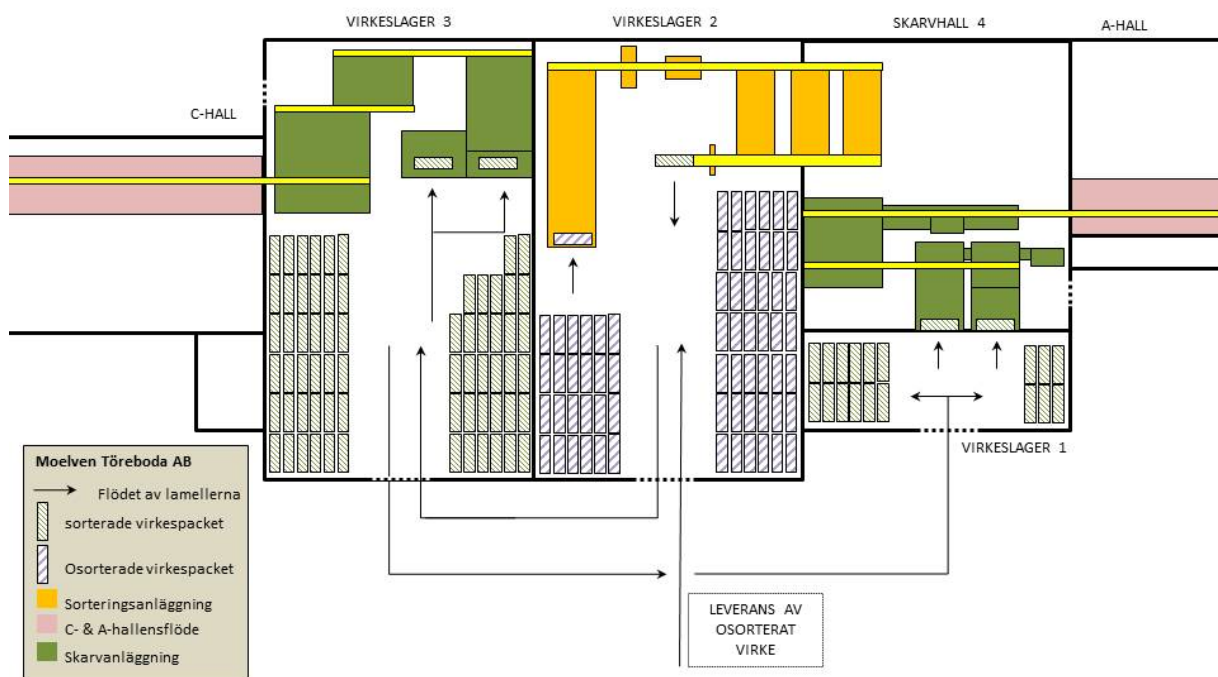 VIRKESLAGER 3
VIRKESLAGER 2
SKARVHALL 4
A-HALL
C-HALL
VIRKESLAGER 1
Moelven Töreboda AB
Flödet av lamellerna
sorterade virkespacket
Osorterade virkespacket
Sorteringsanläggning
C- & A-hallensflöde
Skarvanläggning
LEVERANS AV
OSORTERAT
VIRKE